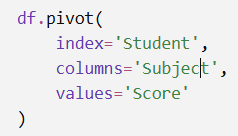 df.pivot(
    index='Student',
    columns='Subject',
    values='Score'
)